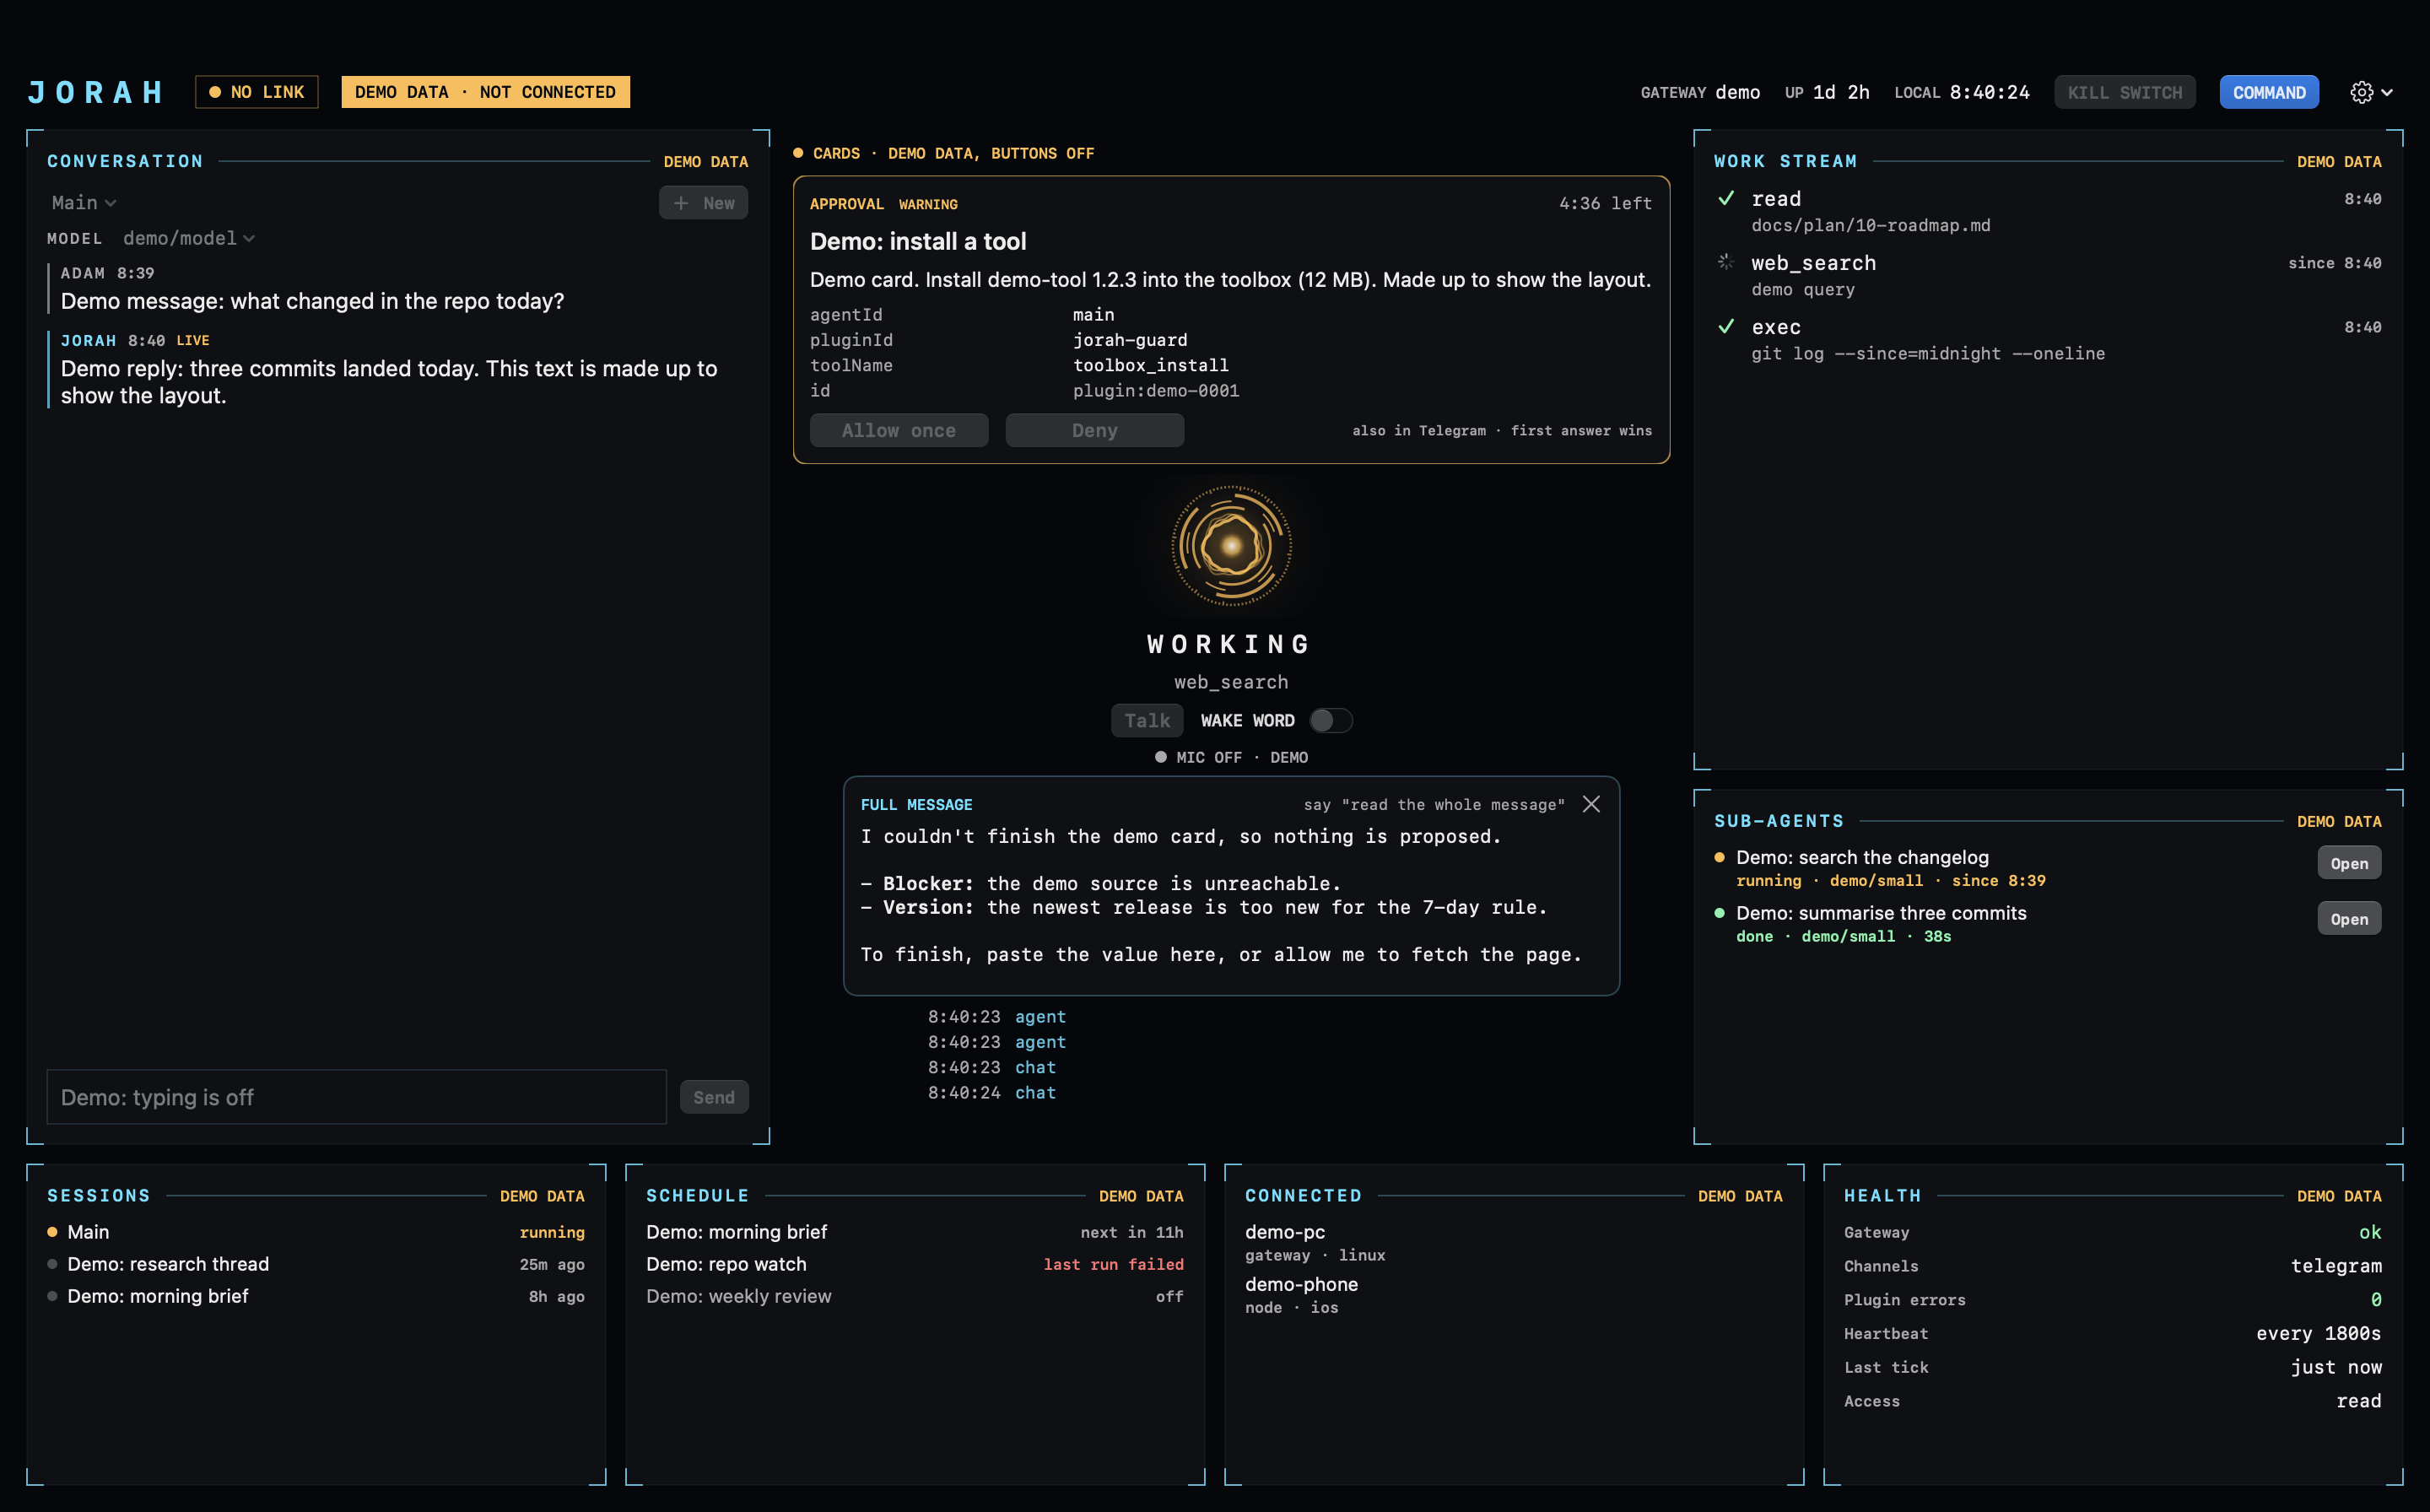 JORAH
NO LINK
DEMO DATA · NOT CONNECTED
GATEWAY demo UP 1d 2h LOCAL 8:40:24 KILL SWITCH COMMAND
CONVERSATION DEMO DATA
Main
+ New
MODEL demo/model
ADAM 8:39
Demo message: what changed in the repo today?
JORAH 8:40 LIVE
Demo reply: three commits landed today. This text is made up to
show the layout.
Demo: typing is off
Send
CARDS · DEMO DATA, BUTTONS OFF
APPROVAL WARNING 4:36 left
Demo: install a tool
Demo card. Install demo-tool 1.2.3 into the toolbox (12 MB). Made up to show the layout.
agentId main
pluginId jorah-guard
toolName toolbox_install
id plugin:demo-0001
Allow once Deny also in Telegram · first answer wins
WORKING
web_search
Talk WAKE WORD
MIC OFF · DEMO
FULL MESSAGE say "read the whole message"
I couldn't finish the demo card, so nothing is proposed.
- Blocker: the demo source is unreachable.
- Version: the newest release is too new for the 7-day rule.
To finish, paste the value here, or allow me to fetch the page.
8:40:23 agent
8:40:23 agent
8:40:23 chat
8:40:24 chat
WORK STREAM DEMO DATA
read 8:40
docs/plan/10-roadmap.md
web_search since 8:40
demo query
exec 8:40
git log --since=midnight --oneline
SUB-AGENTS DEMO DATA
Demo: search the changelog Open
running · demo/small · since 8:39
Demo: summarise three commits Open
done · demo/small · 38s
SESSIONS DEMO DATA
Main running
Demo: research thread 25m ago
Demo: morning brief 8h ago
SCHEDULE DEMO DATA
Demo: morning brief next in 11h
Demo: repo watch last run failed
Demo: weekly review off
CONNECTED DEMO DATA
demo-pc
gateway · linux
demo-phone
node · ios
HEALTH DEMO DATA
Gateway ok
Channels telegram
Plugin errors 0
Heartbeat every 1800s
Last tick just now
Access read